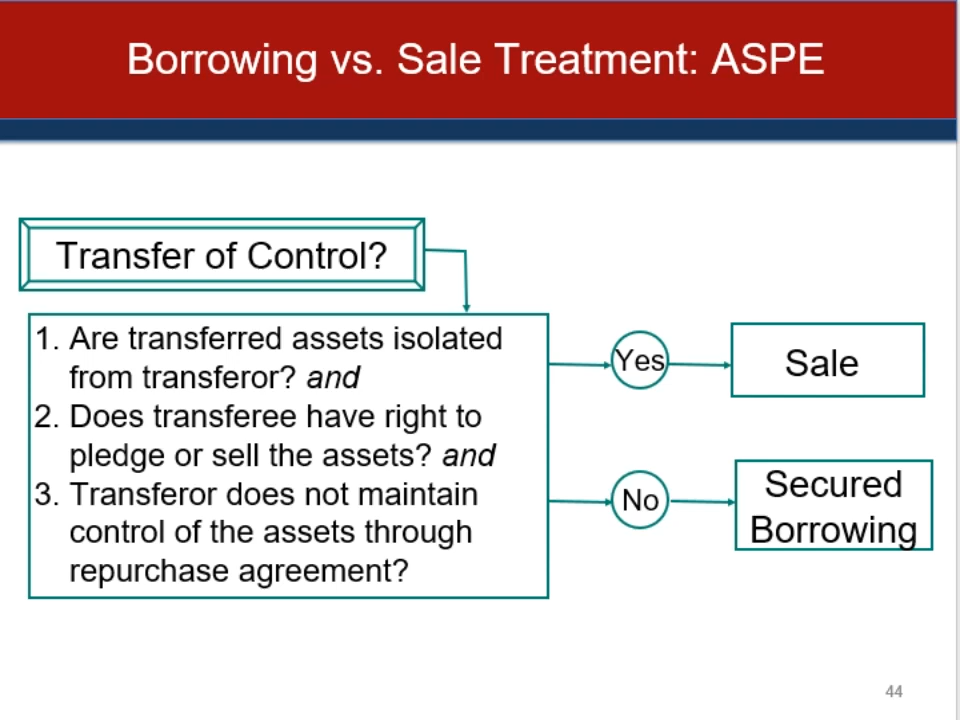 Borrowing vs. Sale Treatment: ASPE
Transfer of Control?
1. Are transferred assets isolated
from transferor? and
2. Does transferee have right to
pledge or sell the assets? and
3. Transferor does not maintain
control of the assets through
repurchase agreement?
Yes
Sale
No
Secured
Borrowing
44